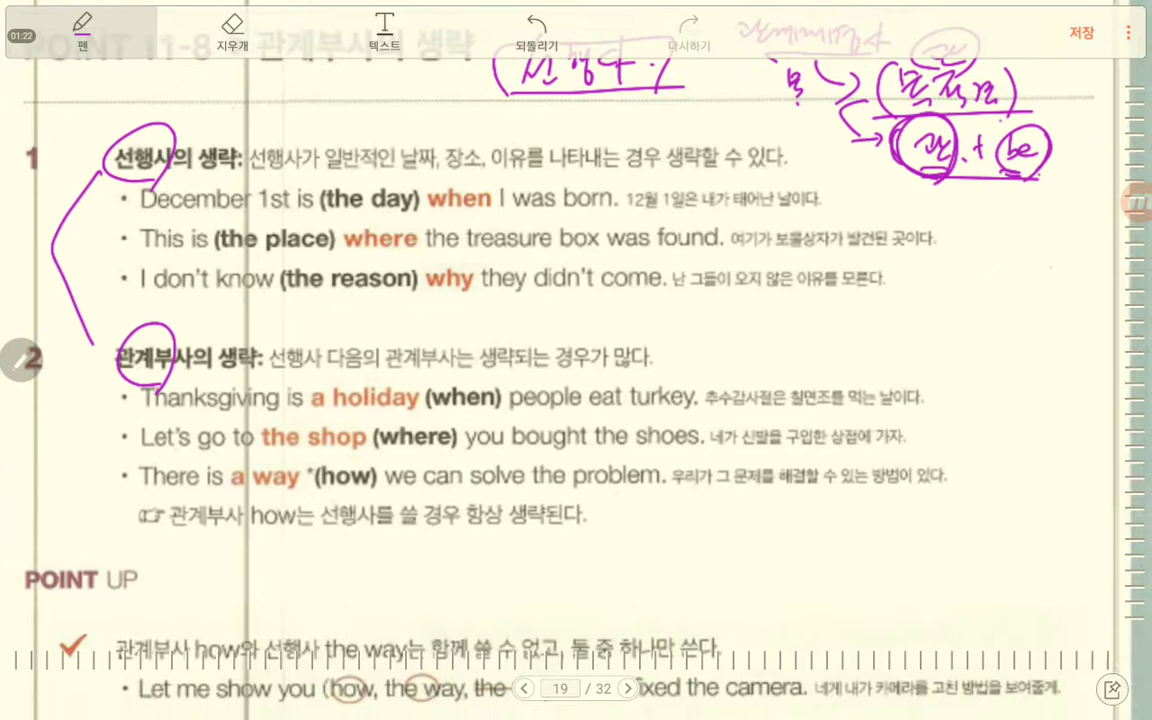 01:22 펜 지우개 텍스트 되돌리기 다시하기 저장
POINT 11-8 관계부사의 생략
(선행사)
관
목적격
관 + be
1 선행사의 생략: 선행사가 일반적인 날짜, 장소, 이유를 나타내는 경우 생략할 수 있다.
• December 1st is (the day) when I was born. 12월 1일은 내가 태어난 날이다.
• This is (the place) where the treasure box was found. 여기가 보물상자가 발견된 곳이다.
• I don't know (the reason) why they didn't come. 난 그들이 오지 않은 이유를 모른다.
2 관계부사의 생략: 선행사 다음의 관계부사는 생략되는 경우가 많다.
• Thanksgiving is a holiday (when) people eat turkey. 추수감사절은 칠면조를 먹는 날이다.
• Let's go to the shop (where) you bought the shoes. 네가 신발을 구입한 상점에 가자.
• There is a way *(how) we can solve the problem. 우리가 그 문제를 해결할 수 있는 방법이 있다.
☞ 관계부사 how는 선행사를 쓸 경우 항상 생략된다.
POINT UP
✓ 관계부사 how와 선행사 the way는 함께 쓸 수 없고, 둘 중 하나만 쓴다.
• Let me show you (how, the way, the ixed the camera. 네게 내가 카메라를 고친 방법을 보여줄게.
19 / 32